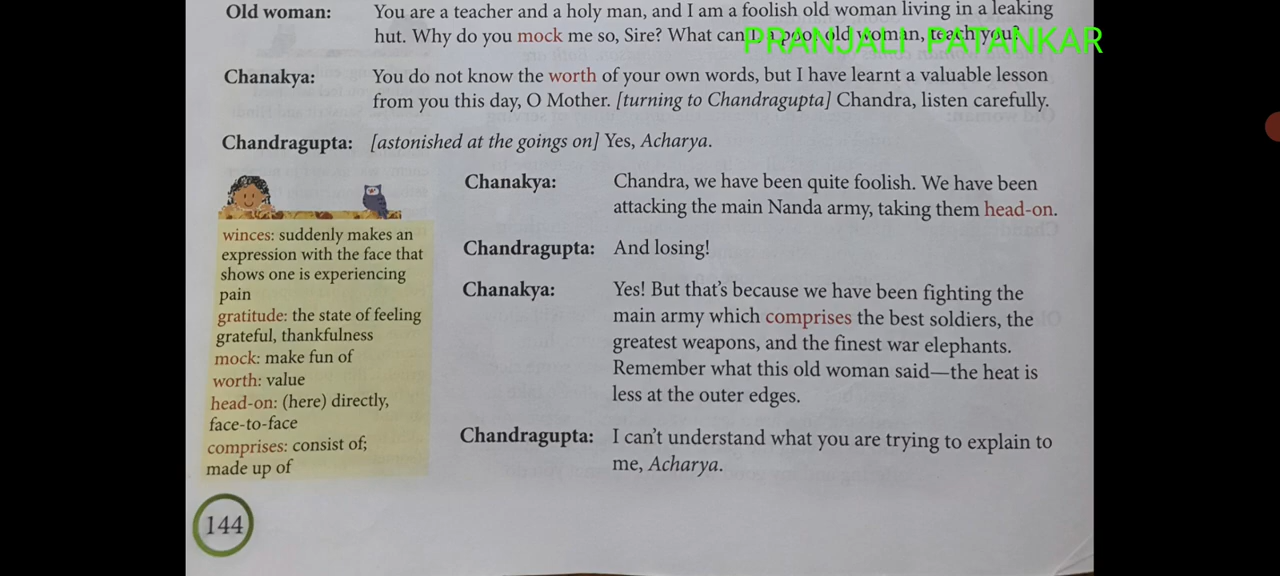 Old woman: You are a teacher and a holy man, and I am a foolish old woman living in a leaking
hut. Why do you mock me so, Sire? What can I, a poor old woman, teach you?
PRANJALI PATANKAR
Chanakya: You do not know the worth of your own words, but I have learnt a valuable lesson
from you this day, O Mother. [turning to Chandragupta] Chandra, listen carefully.
Chandragupta: [astonished at the goings on] Yes, Acharya.
Chanakya: Chandra, we have been quite foolish. We have been
attacking the main Nanda army, taking them head-on.
Chandragupta: And losing!
Chanakya: Yes! But that's because we have been fighting the
main army which comprises the best soldiers, the
greatest weapons, and the finest war elephants.
Remember what this old woman said—the heat is
less at the outer edges.
Chandragupta: I can't understand what you are trying to explain to
me, Acharya.
winces: suddenly makes an
expression with the face that
shows one is experiencing
pain
gratitude: the state of feeling
grateful, thankfulness
mock: make fun of
worth: value
head-on: (here) directly,
face-to-face
comprises: consist of;
made up of
144